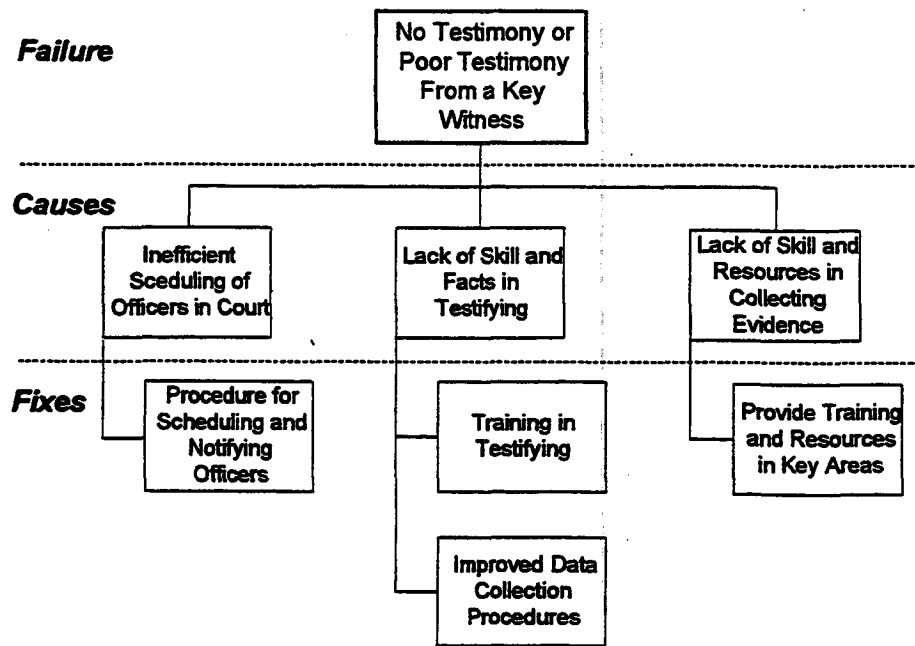 Failure
No Testimony or
Poor Testimony
From a Key
Witness
Causes
Inefficient
Sceduling of
Officers in Court
Lack of Skill and
Facts in
Testifying
Lack of Skill and
Resources in
Collecting
Evidence
Fixes
Procedure for
Scheduling and
Notifying
Officers
Training in
Testifying
Improved Data
Collection
Procedures
Provide Training
and Resources
in Key Areas